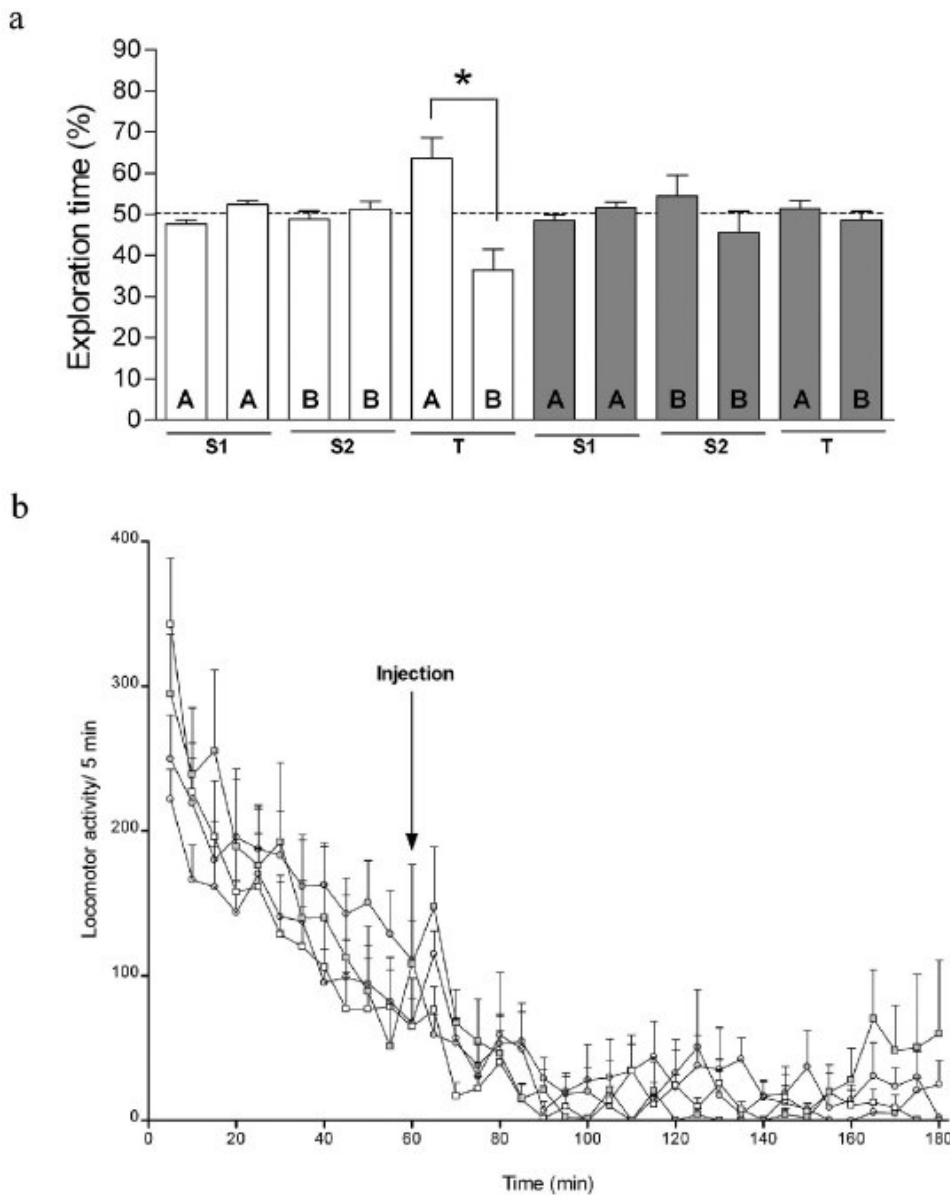 a
90
80
70
60
50
40
30
20
10
0
Exploration time (%)
*
A A B B A B A A B B A B
S1 S2 T S1 S2 T
b
400
300
200
100
0
Locomotor activity/ 5 min
Injection
0 20 40 60 80 100 120 140 160 180
Time (min)